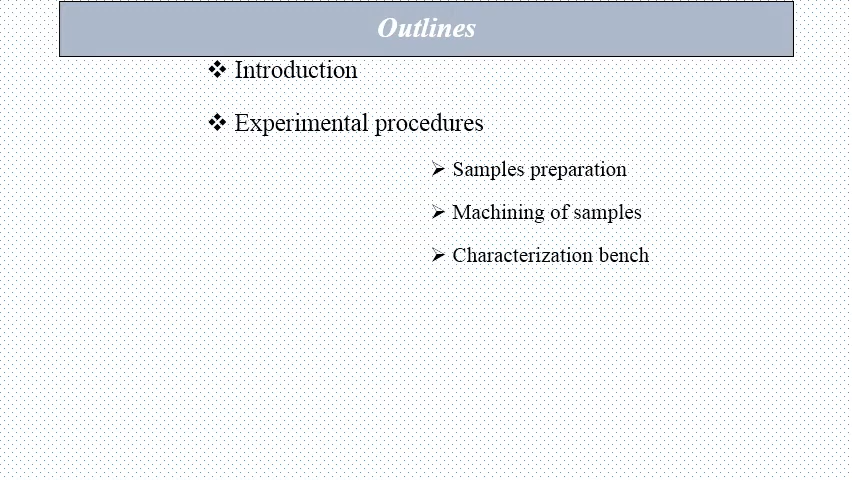 Outlines
❖ Introduction
❖ Experimental procedures
➢ Samples preparation
➢ Machining of samples
➢ Characterization bench